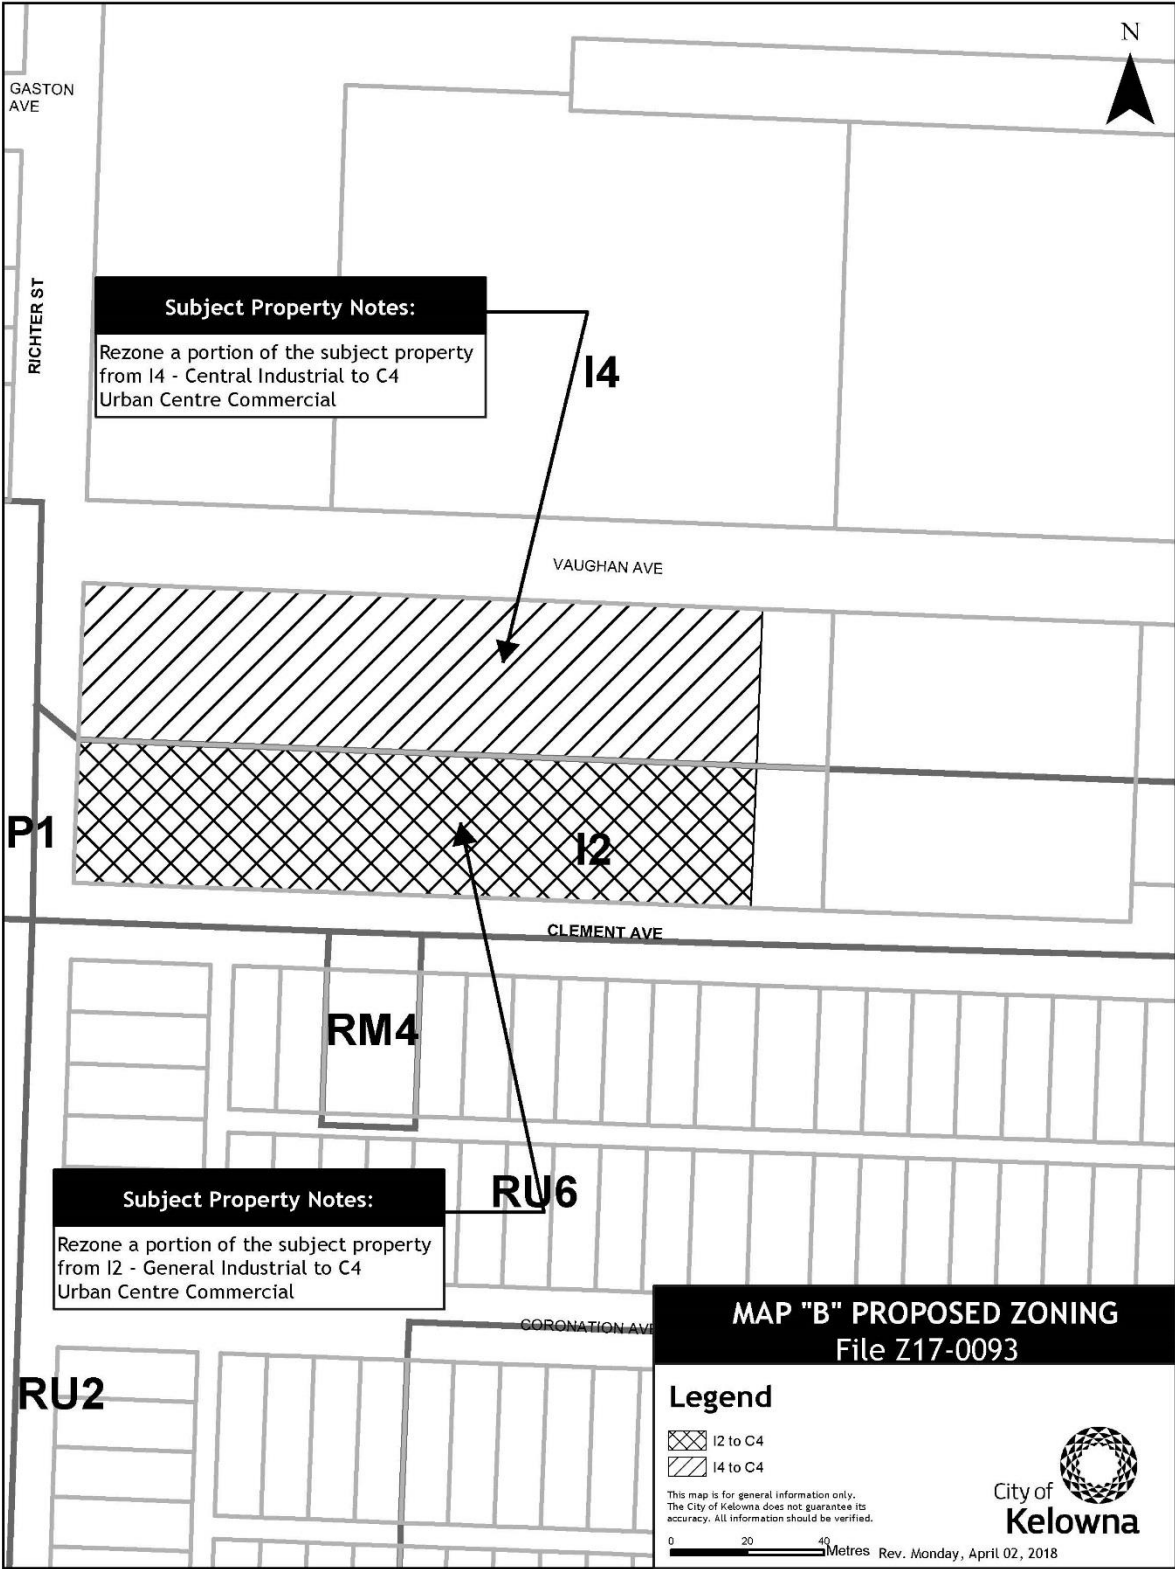 N
GASTON
AVE
RICHTER ST
Subject Property Notes:
Rezone a portion of the subject property
from I4 - Central Industrial to C4
Urban Centre Commercial
I4
VAUGHAN AVE
P1
I2
CLEMENT AVE
RM4
RU6
Subject Property Notes:
Rezone a portion of the subject property
from I2 - General Industrial to C4
Urban Centre Commercial
CORONATION AVE
RU2
MAP "B" PROPOSED ZONING
File Z17-0093
Legend
I2 to C4
I4 to C4
This map is for general information only.
The City of Kelowna does not guarantee its
accuracy. All information should be verified.
0 20 40 Metres
Rev. Monday, April 02, 2018
City of
Kelowna